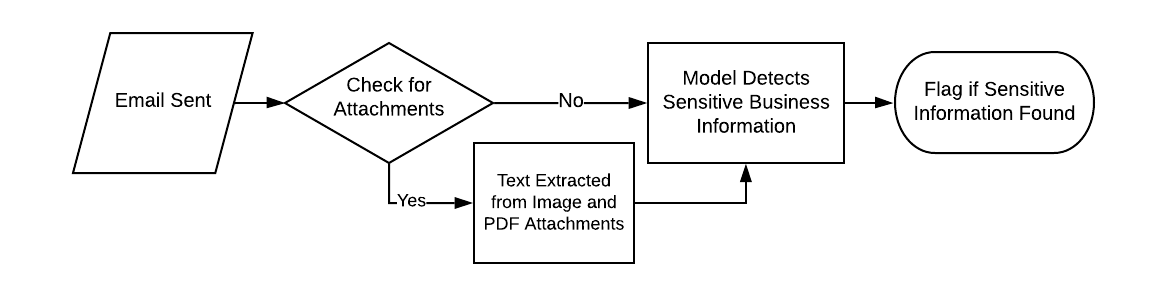 Email Sent
Check for
Attachments
No
Model Detects
Sensitive Business
Information
Flag if Sensitive
Information Found
Yes
Text Extracted
from Image and
PDF Attachments